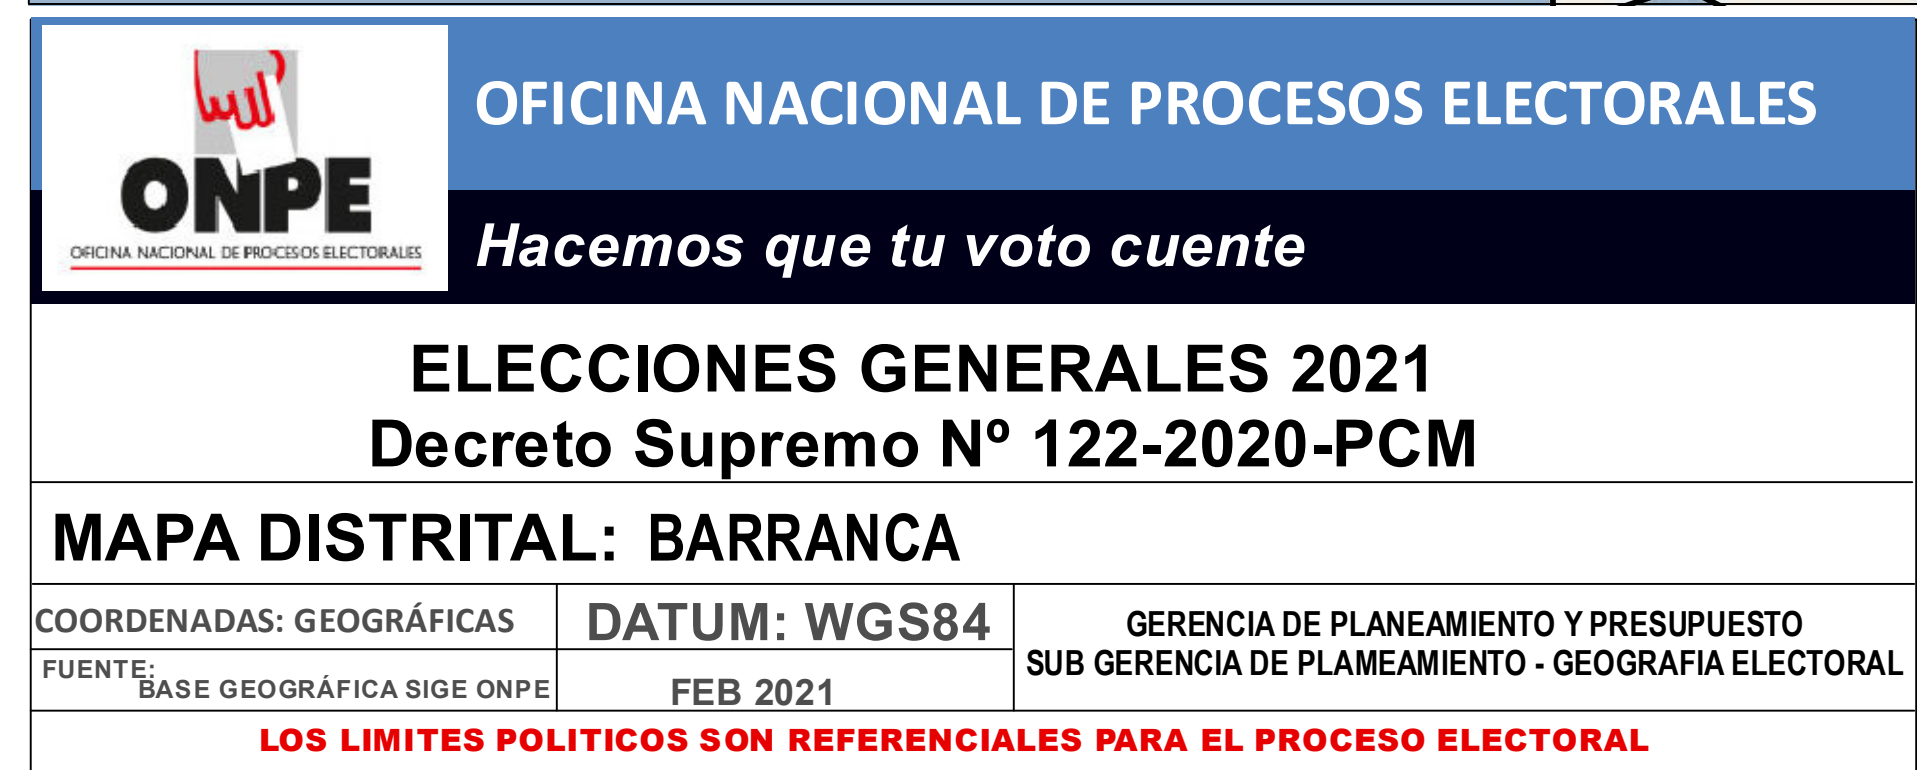 ONPE
OFICINA NACIONAL DE PROCESOS ELECTORALES
OFICINA NACIONAL DE PROCESOS ELECTORALES
Hacemos que tu voto cuente
ELECCIONES GENERALES 2021
Decreto Supremo Nº 122-2020-PCM
MAPA DISTRITAL: BARRANCA
COORDENADAS: GEOGRÁFICAS
DATUM: WGS84
FUENTE:
BASE GEOGRÁFICA SIGE ONPE
FEB 2021
GERENCIA DE PLANEAMIENTO Y PRESUPUESTO
SUB GERENCIA DE PLAMEAMIENTO - GEOGRAFIA ELECTORAL
LOS LIMITES POLITICOS SON REFERENCIALES PARA EL PROCESO ELECTORAL